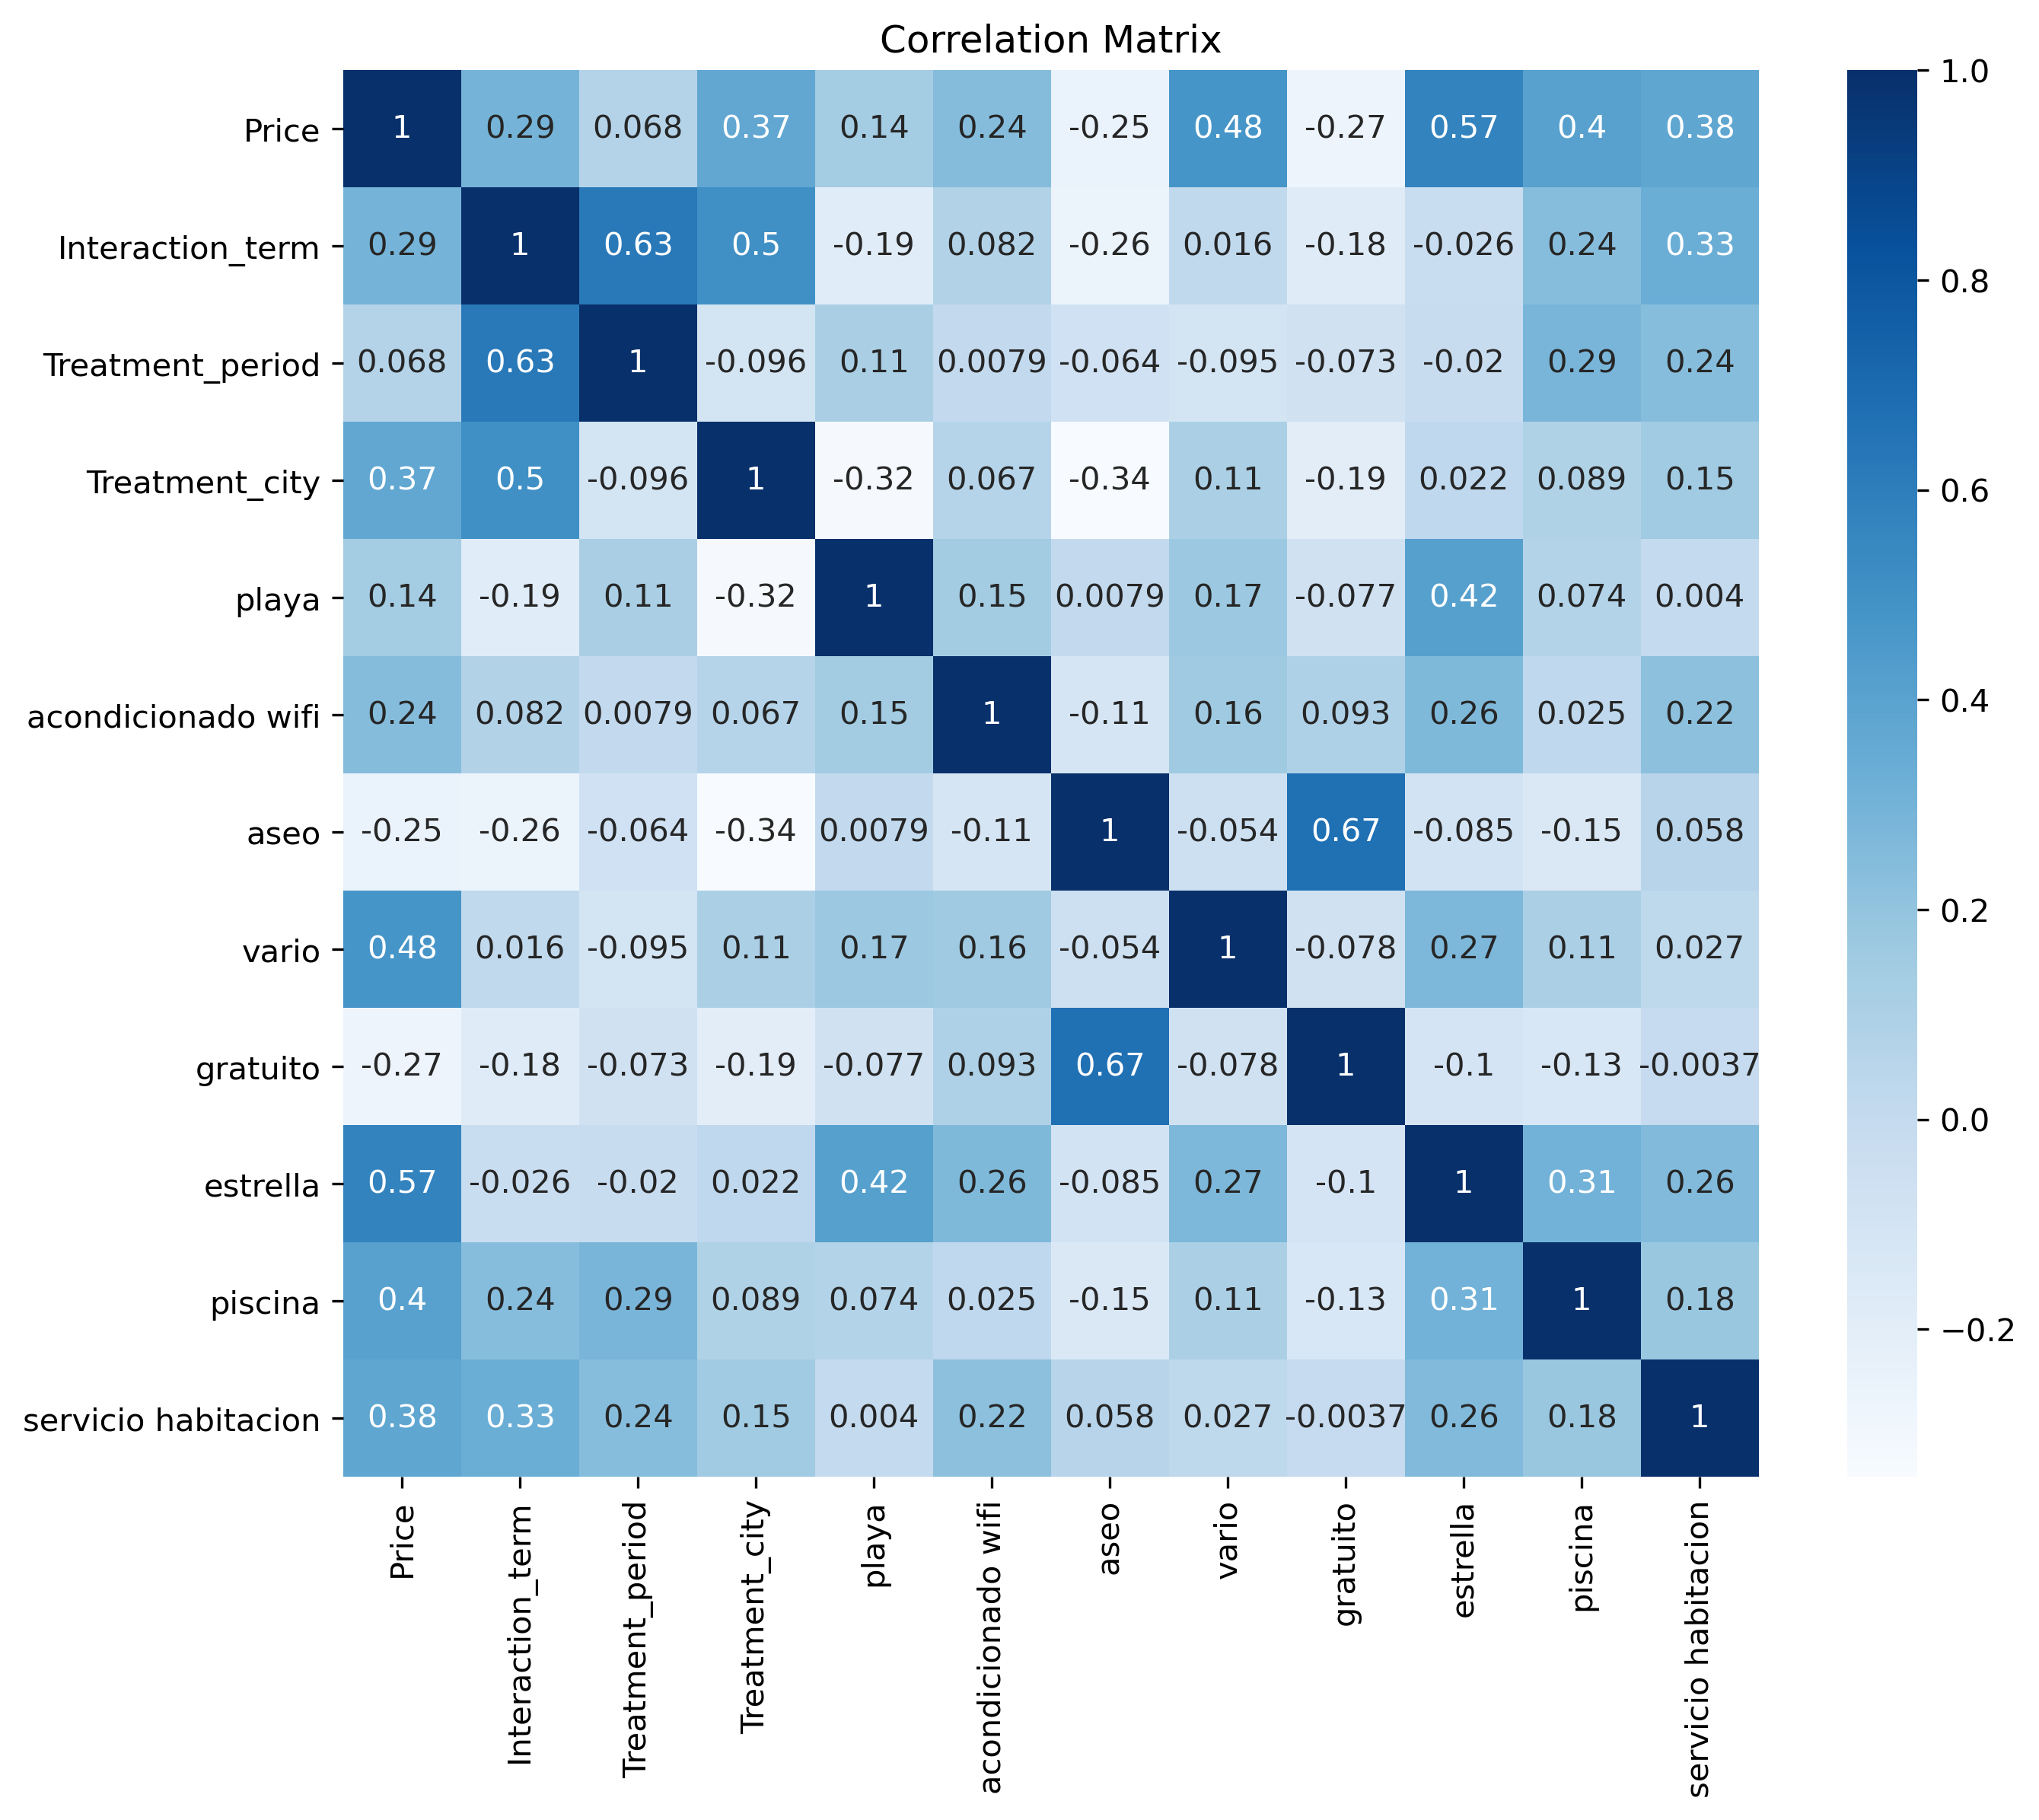 Correlation Matrix
Price 1 0.29 0.068 0.37 0.14 0.24 -0.25 0.48 -0.27 0.57 0.4 0.38
Interaction_term 0.29 1 0.63 0.5 -0.19 0.082 -0.26 0.016 -0.18 -0.026 0.24 0.33
Treatment_period 0.068 0.63 1 -0.096 0.11 0.0079 -0.064 -0.095 -0.073 -0.02 0.29 0.24
Treatment_city 0.37 0.5 -0.096 1 -0.32 0.067 -0.34 0.11 -0.19 0.022 0.089 0.15
playa 0.14 -0.19 0.11 -0.32 1 0.15 0.0079 0.17 -0.077 0.42 0.074 0.004
acondicionado wifi 0.24 0.082 0.0079 0.067 0.15 1 -0.11 0.16 0.093 0.26 0.025 0.22
aseo -0.25 -0.26 -0.064 -0.34 0.0079 -0.11 1 -0.054 0.67 -0.085 -0.15 0.058
vario 0.48 0.016 -0.095 0.11 0.17 0.16 -0.054 1 -0.078 0.27 0.11 0.027
gratuito -0.27 -0.18 -0.073 -0.19 -0.077 0.093 0.67 -0.078 1 -0.1 -0.13 -0.0037
estrella 0.57 -0.026 -0.02 0.022 0.42 0.26 -0.085 0.27 -0.1 1 0.31 0.26
piscina 0.4 0.24 0.29 0.089 0.074 0.025 -0.15 0.11 -0.13 0.31 1 0.18
servicio habitacion 0.38 0.33 0.24 0.15 0.004 0.22 0.058 0.027 -0.0037 0.26 0.18 1
Price
Interaction_term
Treatment_period
Treatment_city
playa
acondicionado wifi
aseo
vario
gratuito
estrella
piscina
servicio habitacion
1.0
0.8
0.6
0.4
0.2
0.0
−0.2